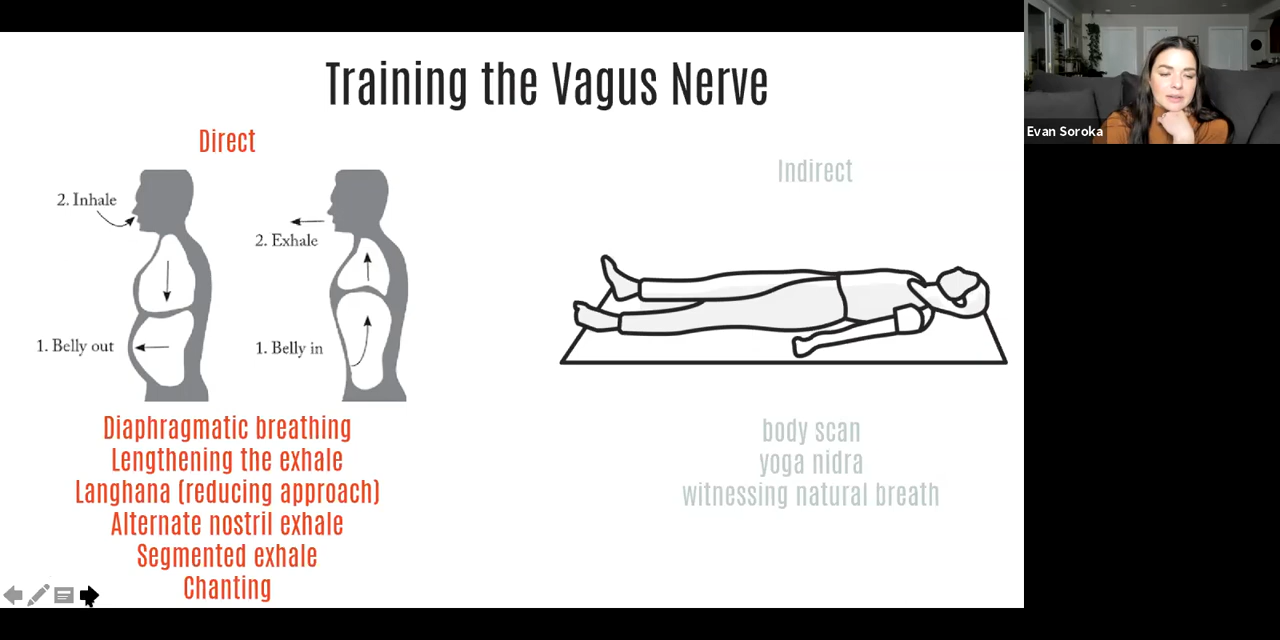 Training the Vagus Nerve
Direct
2. Inhale
1. Belly out
2. Exhale
1. Belly in
Diaphragmatic breathing
Lengthening the exhale
Langhana (reducing approach)
Alternate nostril exhale
Segmented exhale
Chanting
Indirect
body scan
yoga nidra
witnessing natural breath
Evan Soroka